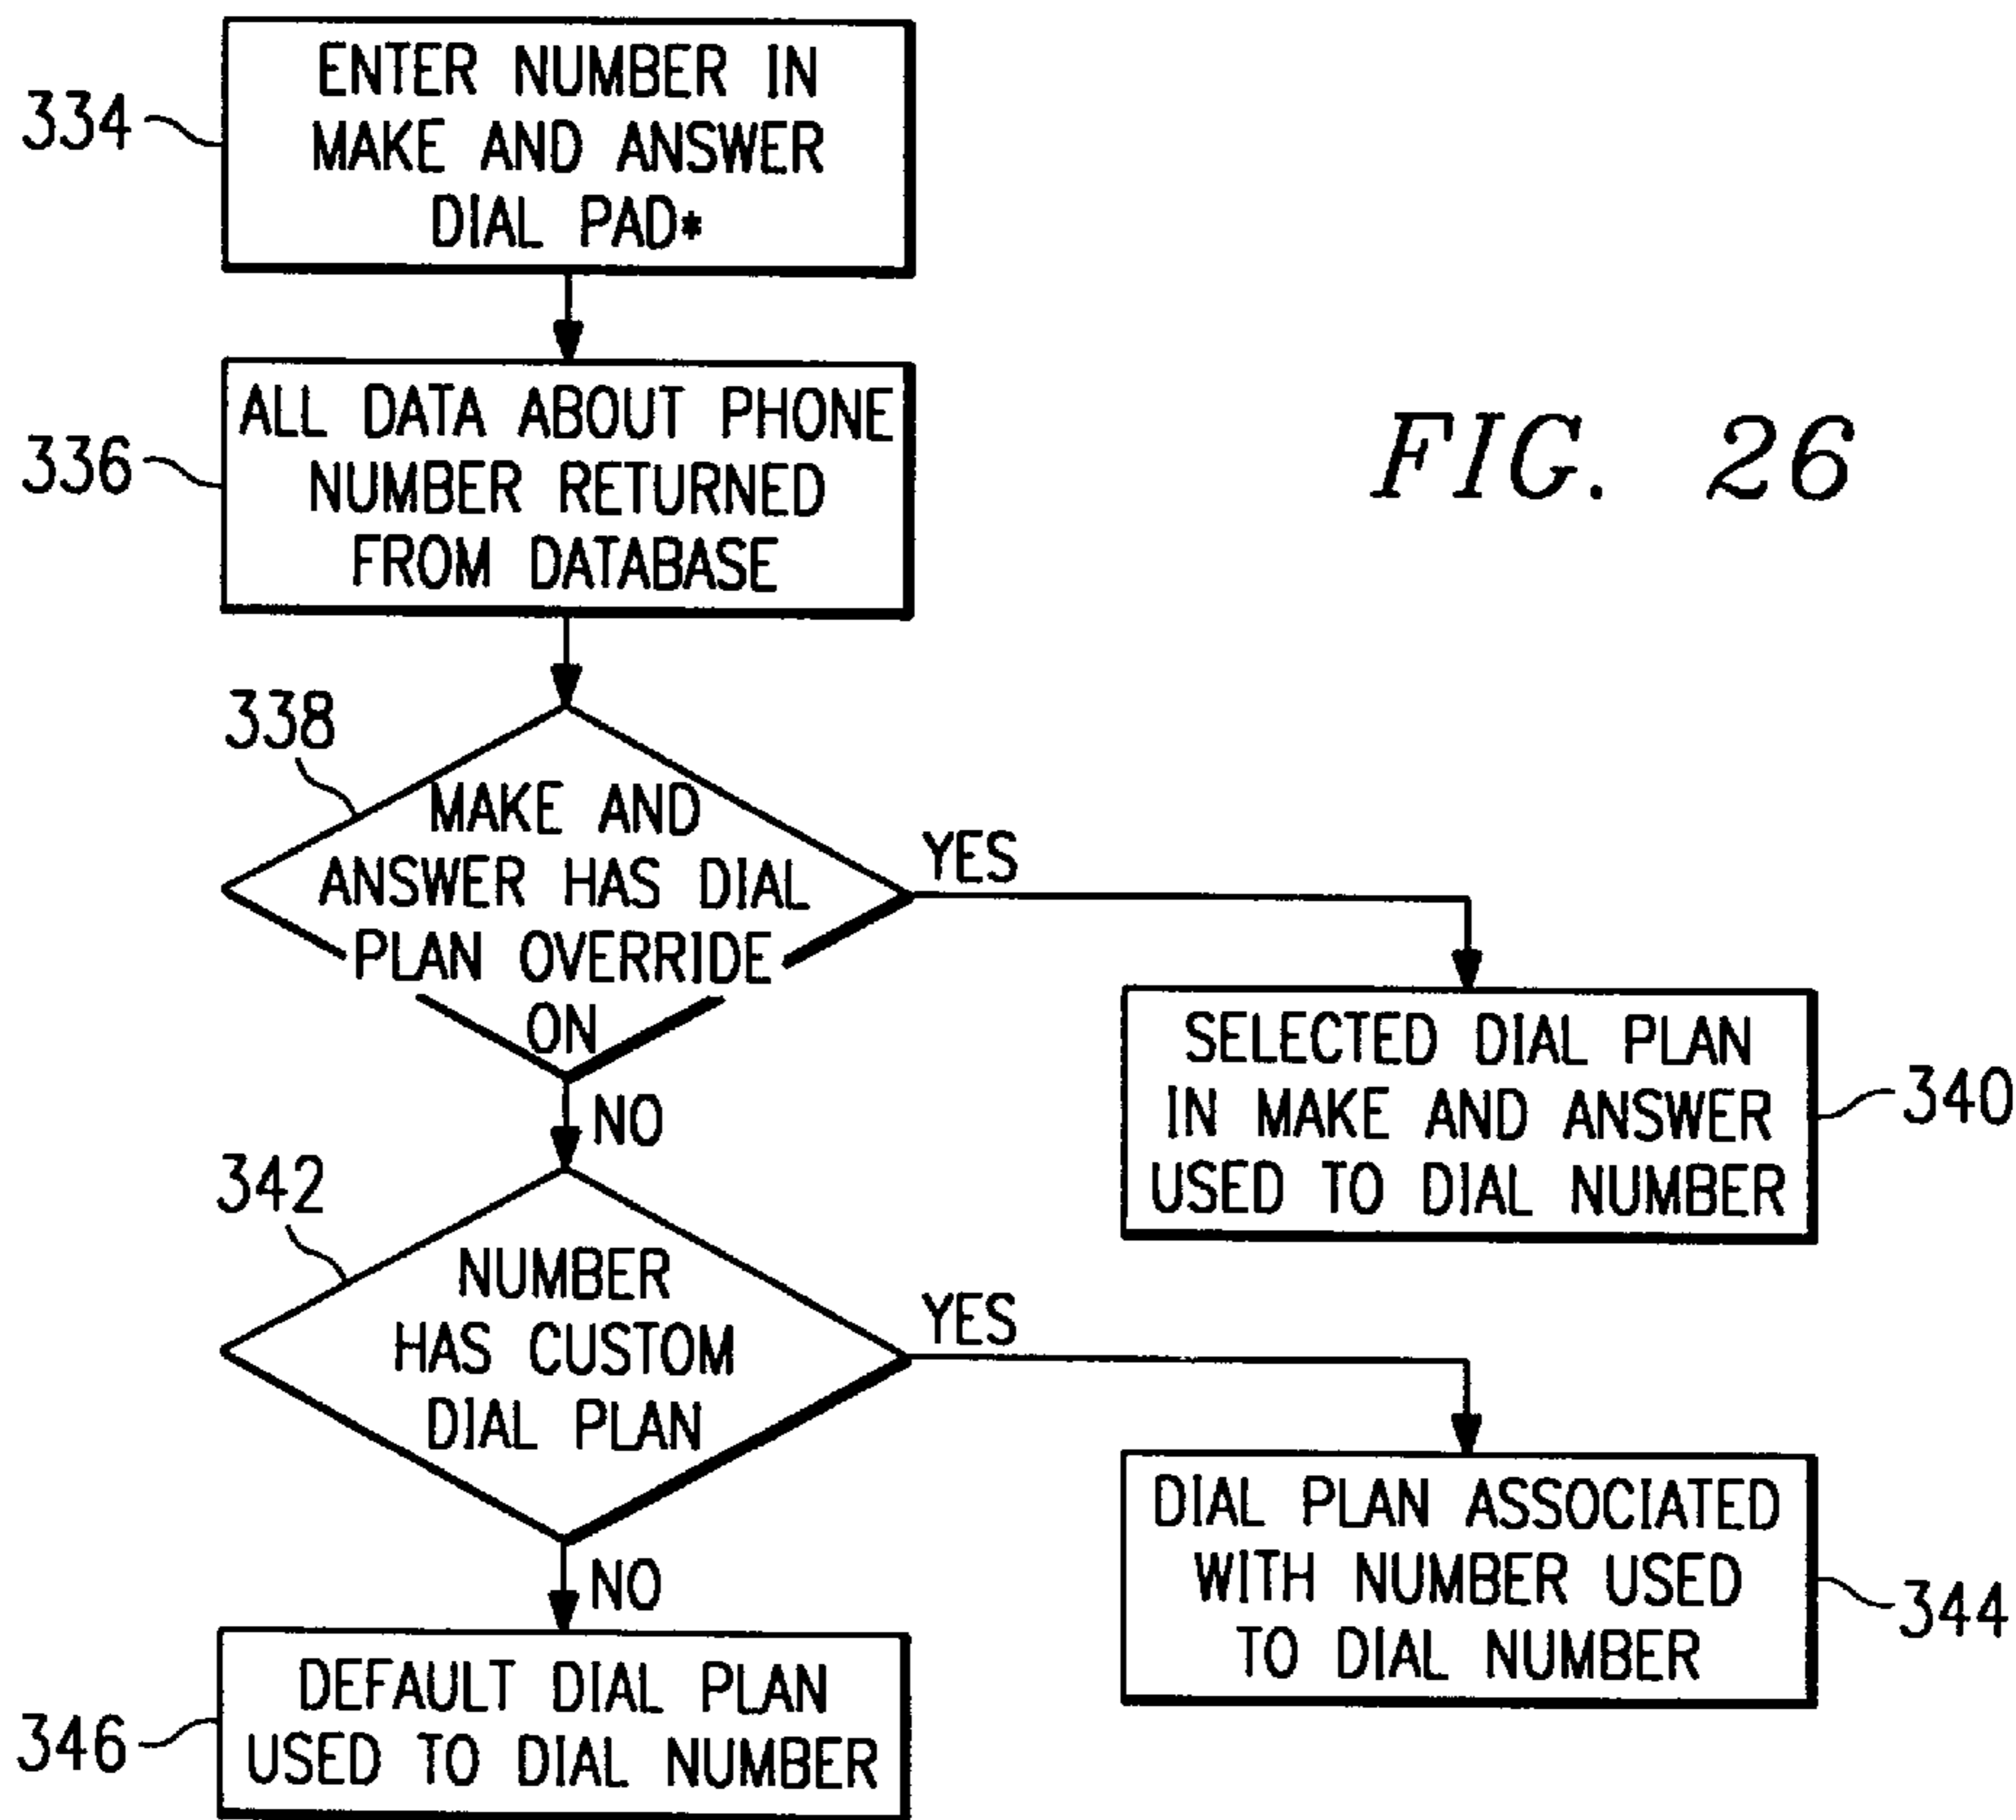 334
ENTER NUMBER IN
MAKE AND ANSWER
DIAL PAD*
336
ALL DATA ABOUT PHONE
NUMBER RETURNED
FROM DATABASE
FIG. 26
338
MAKE AND
ANSWER HAS DIAL
PLAN OVERRIDE
ON
YES
NO
SELECTED DIAL PLAN
IN MAKE AND ANSWER
USED TO DIAL NUMBER
340
342
NUMBER
HAS CUSTOM
DIAL PLAN
YES
NO
DIAL PLAN ASSOCIATED
WITH NUMBER USED
TO DIAL NUMBER
344
346
DEFAULT DIAL PLAN
USED TO DIAL NUMBER